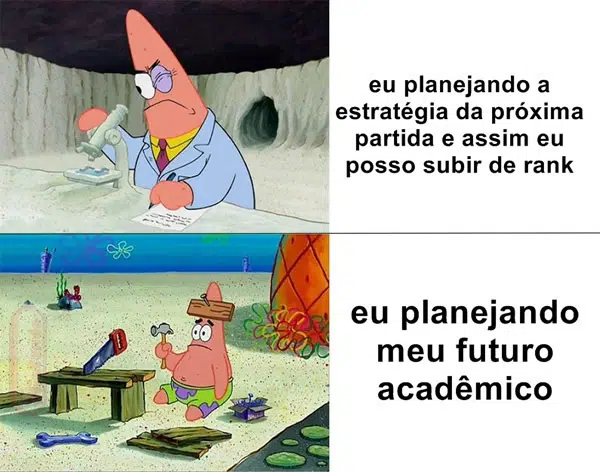 eu planejando a
estratégia da próxima
partida e assim eu
posso subir de rank
eu planejando
meu futuro
acadêmico